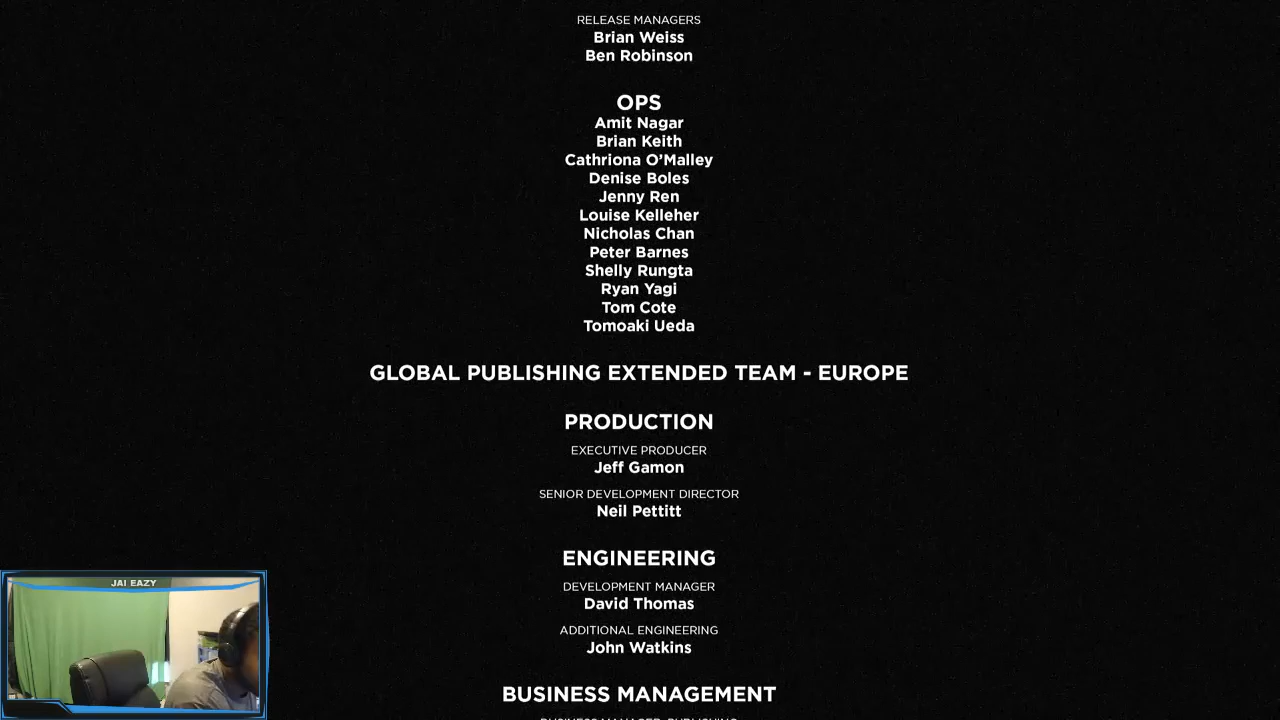 RELEASE MANAGERS
Brian Weiss
Ben Robinson
OPS
Amit Nagar
Brian Keith
Cathriona O’Malley
Denise Boles
Jenny Ren
Louise Kelleher
Nicholas Chan
Peter Barnes
Shelly Rungta
Ryan Yagi
Tom Cote
Tomoaki Ueda
GLOBAL PUBLISHING EXTENDED TEAM - EUROPE
PRODUCTION
EXECUTIVE PRODUCER
Jeff Gamon
SENIOR DEVELOPMENT DIRECTOR
Neil Pettitt
ENGINEERING
DEVELOPMENT MANAGER
David Thomas
ADDITIONAL ENGINEERING
John Watkins
BUSINESS MANAGEMENT
BUSINESS MANAGER, PUBLISHING
JAI EAZY